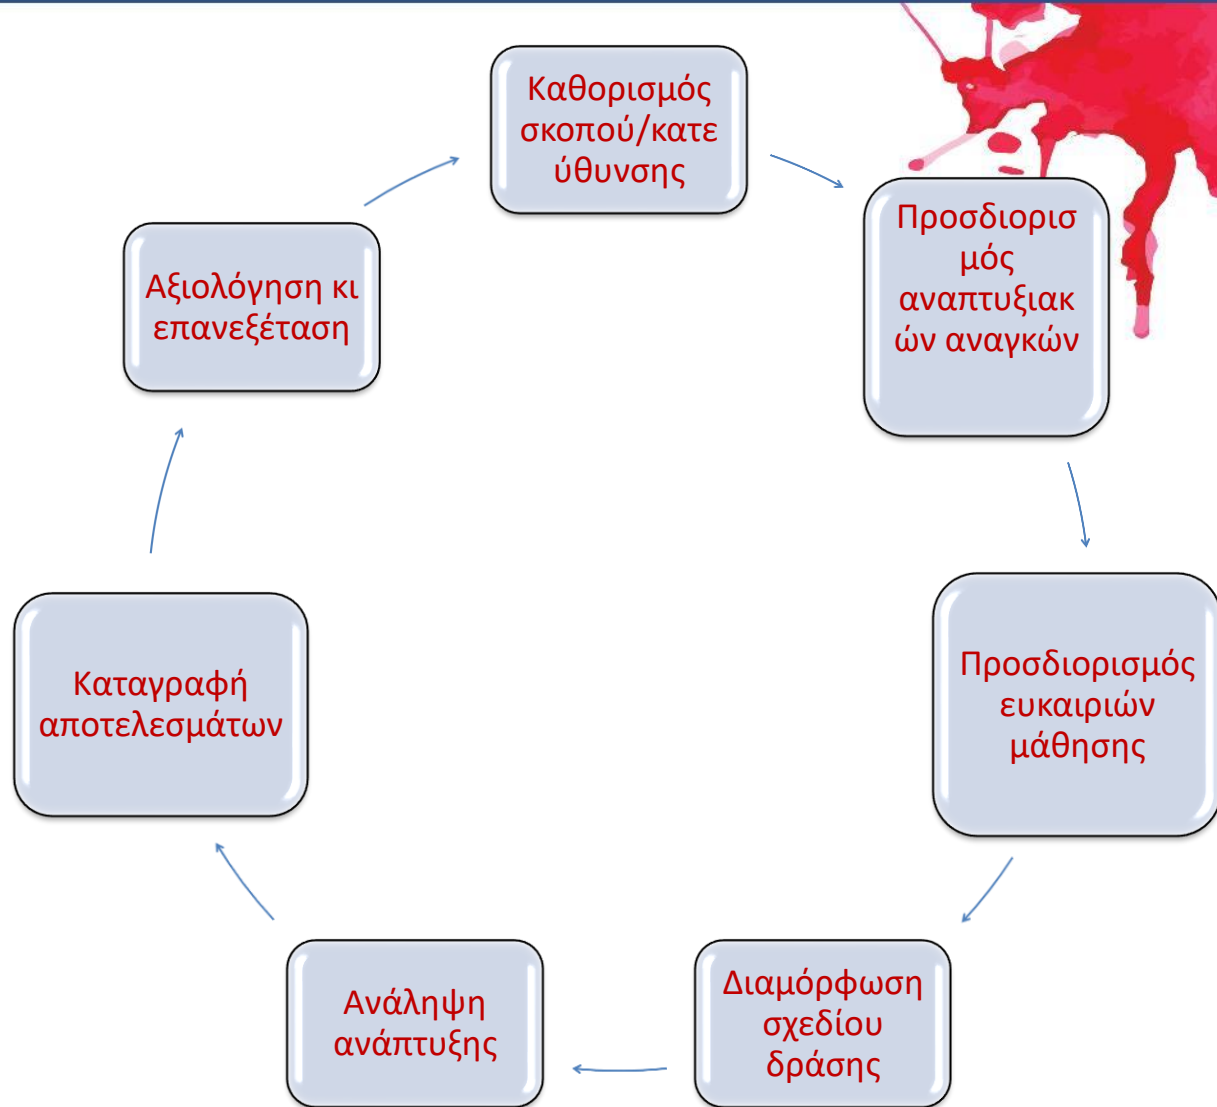 Καθορισμός
σκοπού/κατε
ύθυνσης
Προσδιορισ
μός
αναπτυξιακ
ών αναγκών
Προσδιορισμός
ευκαιριών
μάθησης
Διαμόρφωση
σχεδίου
δράσης
Ανάληψη
ανάπτυξης
Καταγραφή
αποτελεσμάτων
Αξιολόγηση κι
επανεξέταση